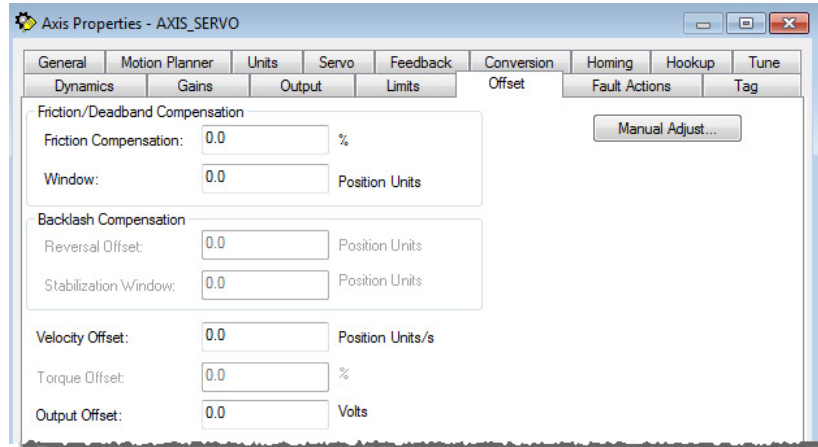 Axis Properties - AXIS_SERVO
General Motion Planner Units Servo Feedback Conversion Homing Hookup Tune
Dynamics Gains Output Limits Offset Fault Actions Tag
Friction/Deadband Compensation
Friction Compensation: 0.0 %
Manual Adjust...
Window: 0.0 Position Units
Backlash Compensation
Reversal Offset: 0.0 Position Units
Stabilization Window: 0.0 Position Units
Velocity Offset: 0.0 Position Units/s
Torque Offset: 0.0 %
Output Offset: 0.0 Volts